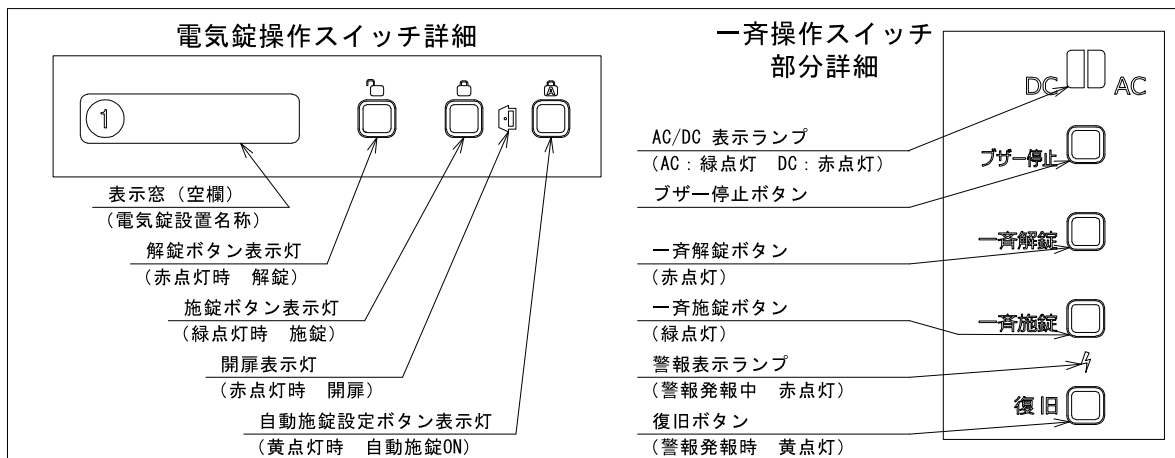 電気錠操作スイッチ詳細
①
A
表示窓（空欄）
（電気錠設置名称）
解錠ボタン表示灯
（赤点灯時　解錠）
施錠ボタン表示灯
（緑点灯時　施錠）
開扉表示灯
（赤点灯時　開扉）
自動施錠設定ボタン表示灯
（黄点灯時　自動施錠ON）
一斉操作スイッチ
部分詳細
DC AC
AC/DC 表示ランプ
（AC：緑点灯　DC：赤点灯）
ブザー停止
ブザー停止ボタン
一斉解錠
一斉解錠ボタン
（赤点灯）
一斉施錠
一斉施錠ボタン
（緑点灯）
警報表示ランプ
（警報発報中　赤点灯）
復旧
復旧ボタン
（警報発報時　黄点灯）